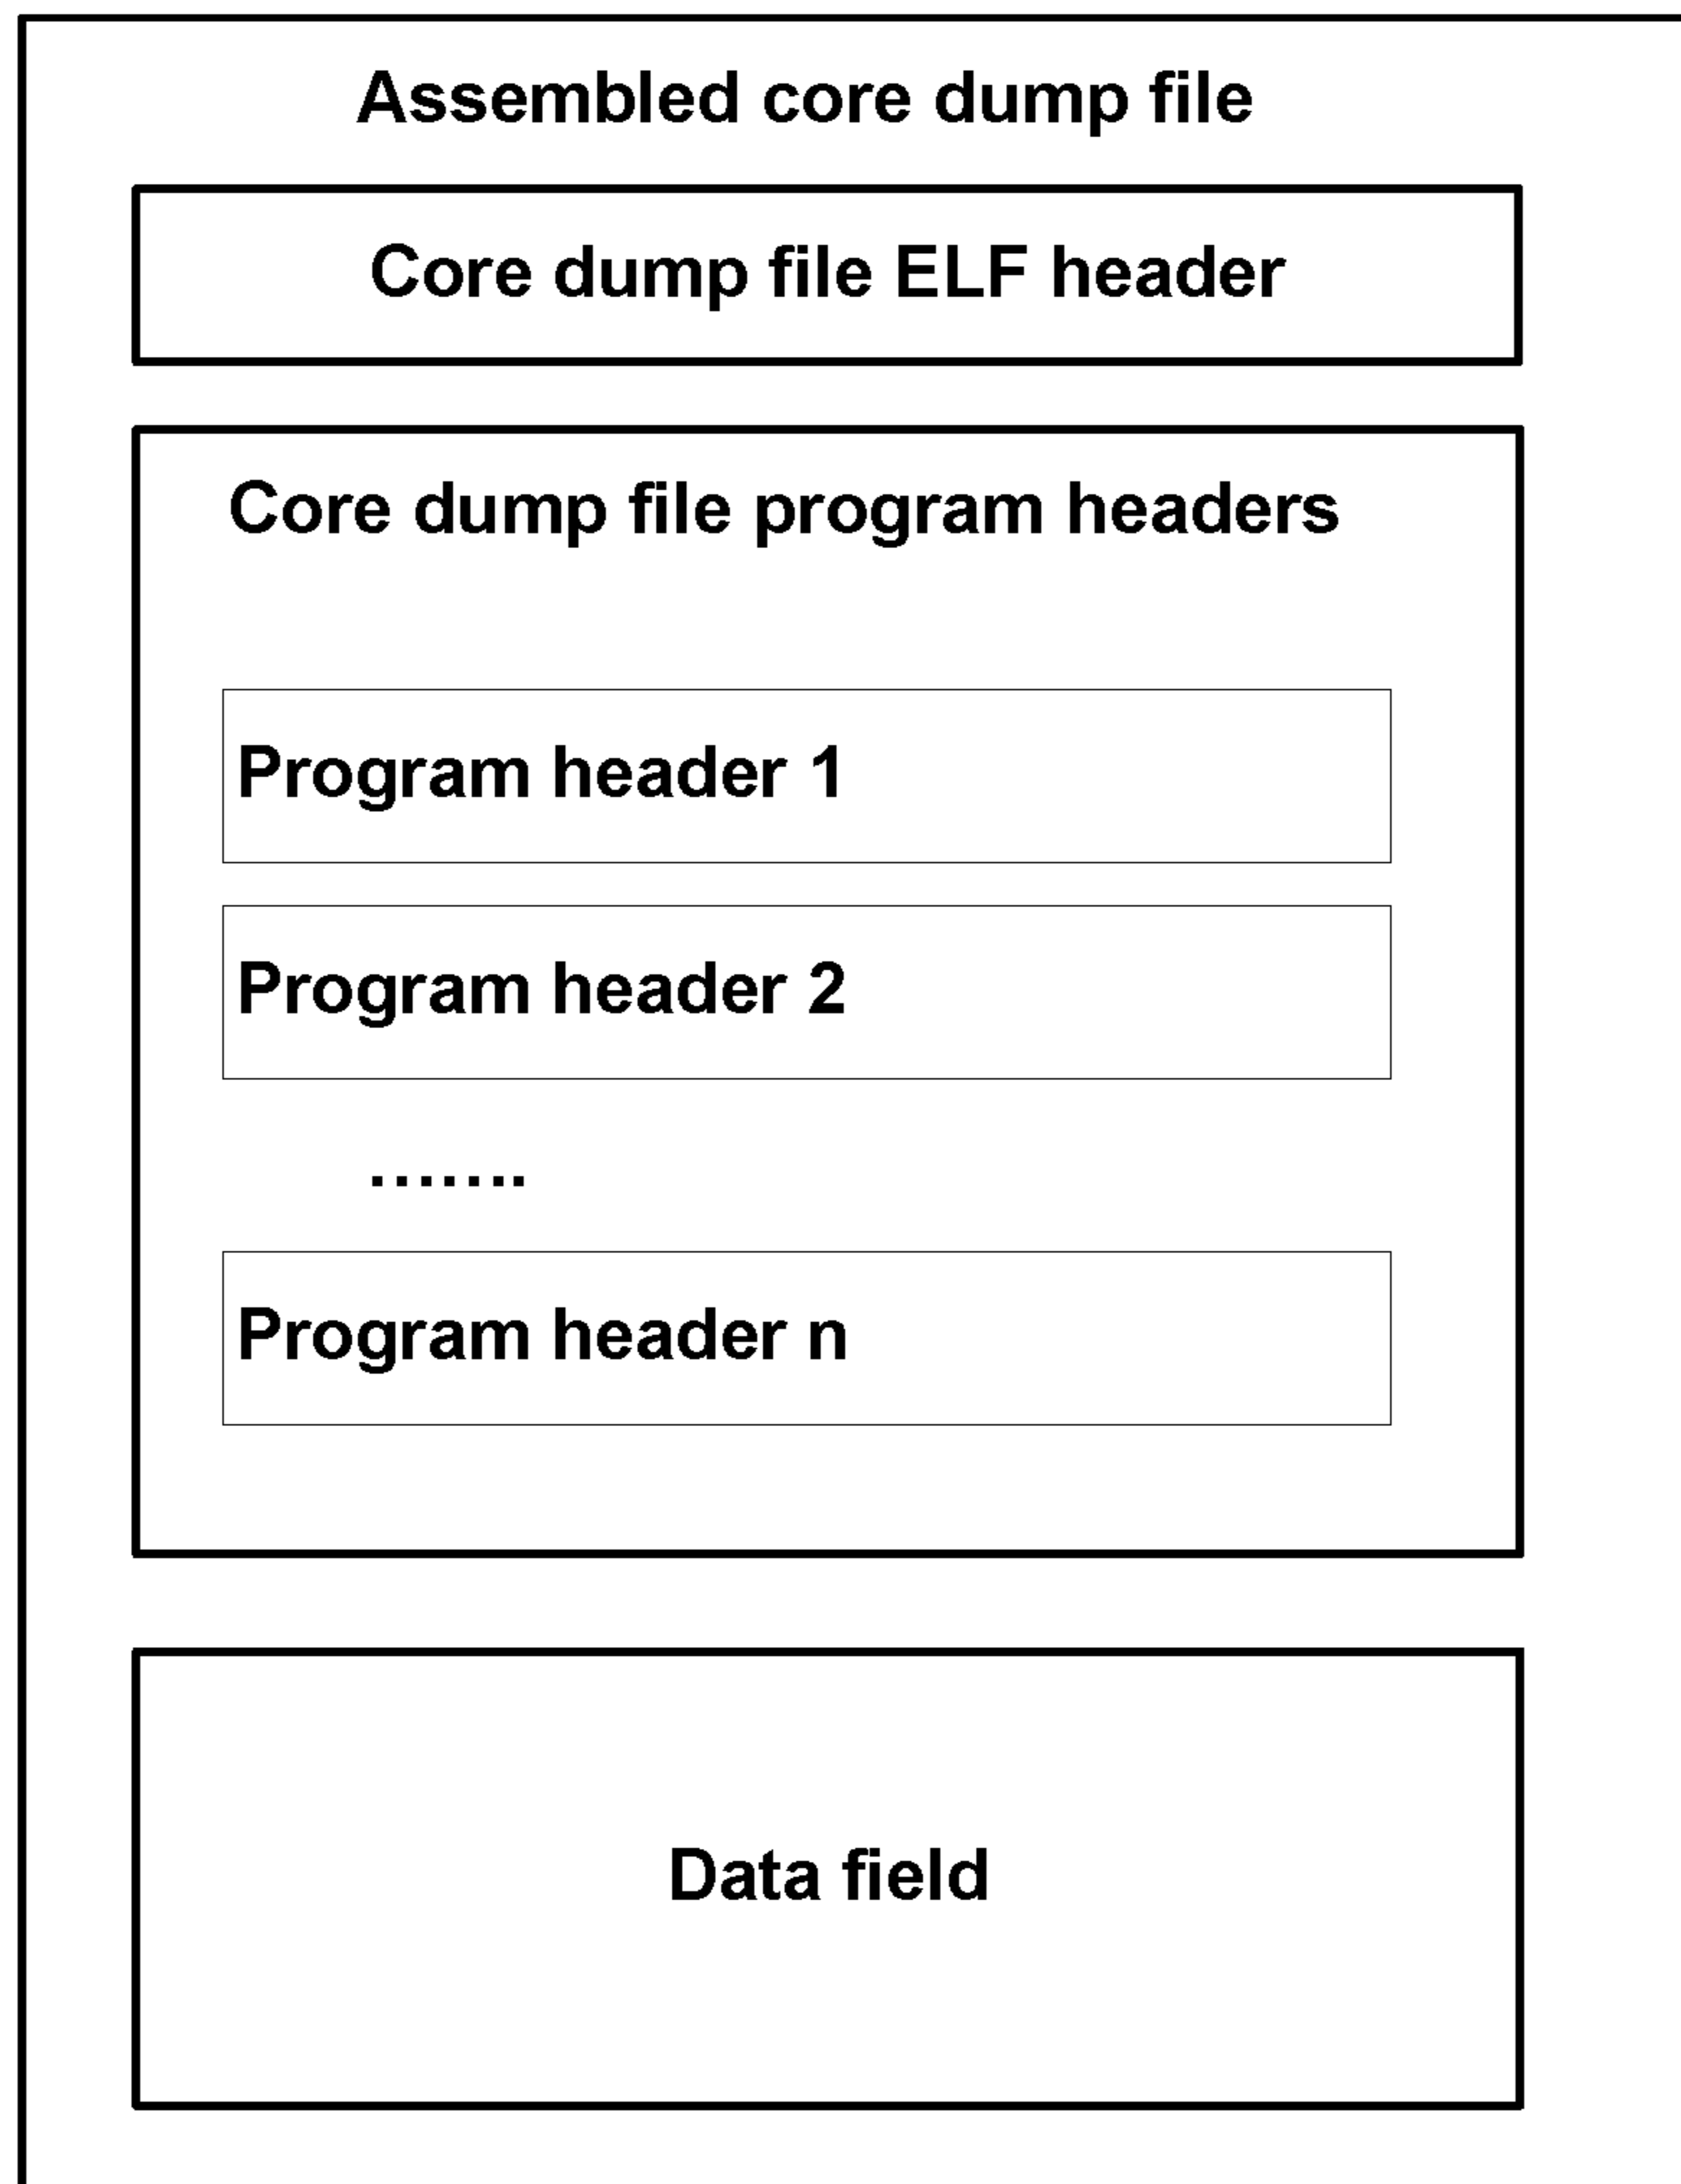 Assembled core dump file
Core dump file ELF header
Core dump file program headers
Program header 1
Program header 2
.......
Program header n
Data field